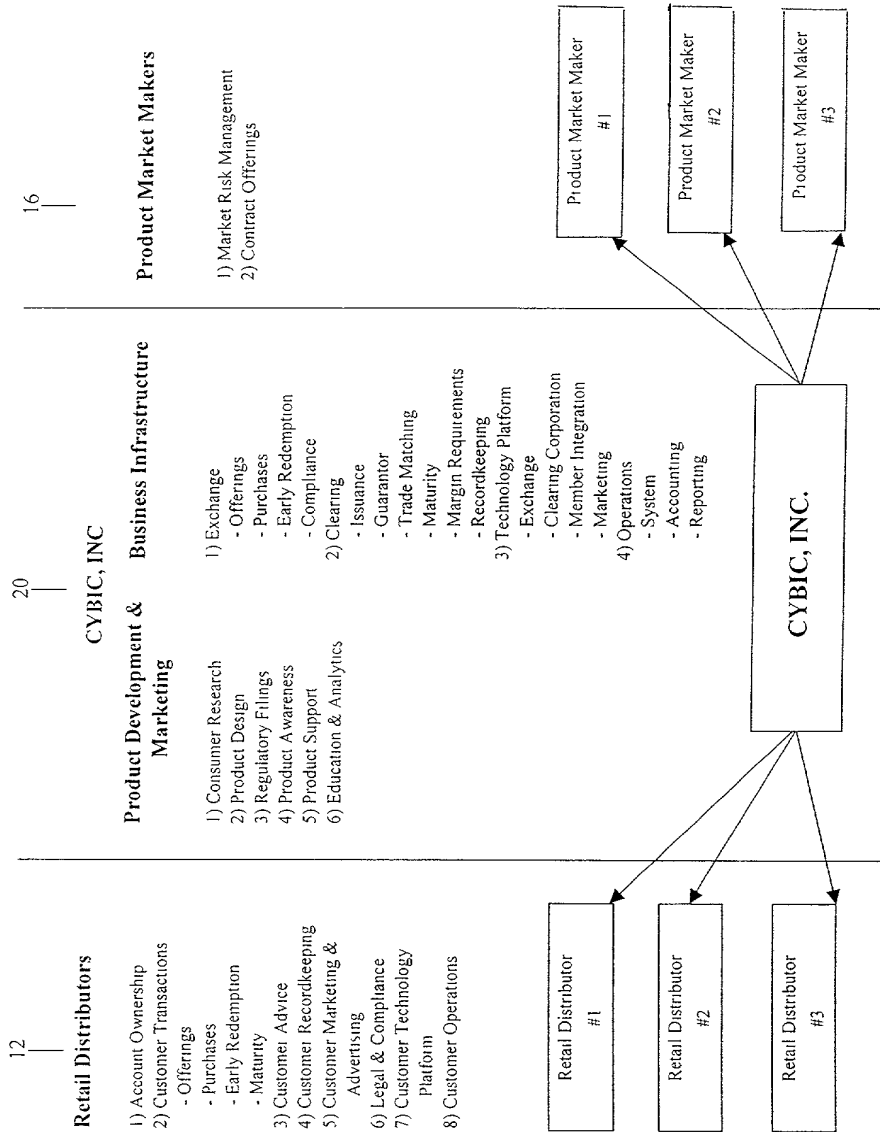 12
Retail Distributors
1) Account Ownership
2) Customer Transactions
- Offerings
- Purchases
- Early Redemption
- Maturity
3) Customer Advice
4) Customer Recordkeeping
5) Customer Marketing &
Advertising
6) Legal & Compliance
7) Customer Technology
Platform
8) Customer Operations
Retail Distributor
#1
Retail Distributor
#2
Retail Distributor
#3
20
CYBIC, INC
Product Development &
Marketing
1) Consumer Research
2) Product Design
3) Regulatory Filings
4) Product Awareness
5) Product Support
6) Education & Analytics
Business Infrastructure
1) Exchange
- Offerings
- Purchases
- Early Redemption
- Compliance
2) Clearing
- Issuance
- Guarantor
- Trade Matching
- Maturity
- Margin Requirements
- Recordkeeping
3) Technology Platform
- Exchange
- Clearing Corporation
- Member Integration
- Marketing
4) Operations
- System
- Accounting
- Reporting
CYBIC, INC.
16
Product Market Makers
1) Market Risk Management
2) Contract Offerings
Product Market Maker
#1
Product Market Maker
#2
Product Market Maker
#3